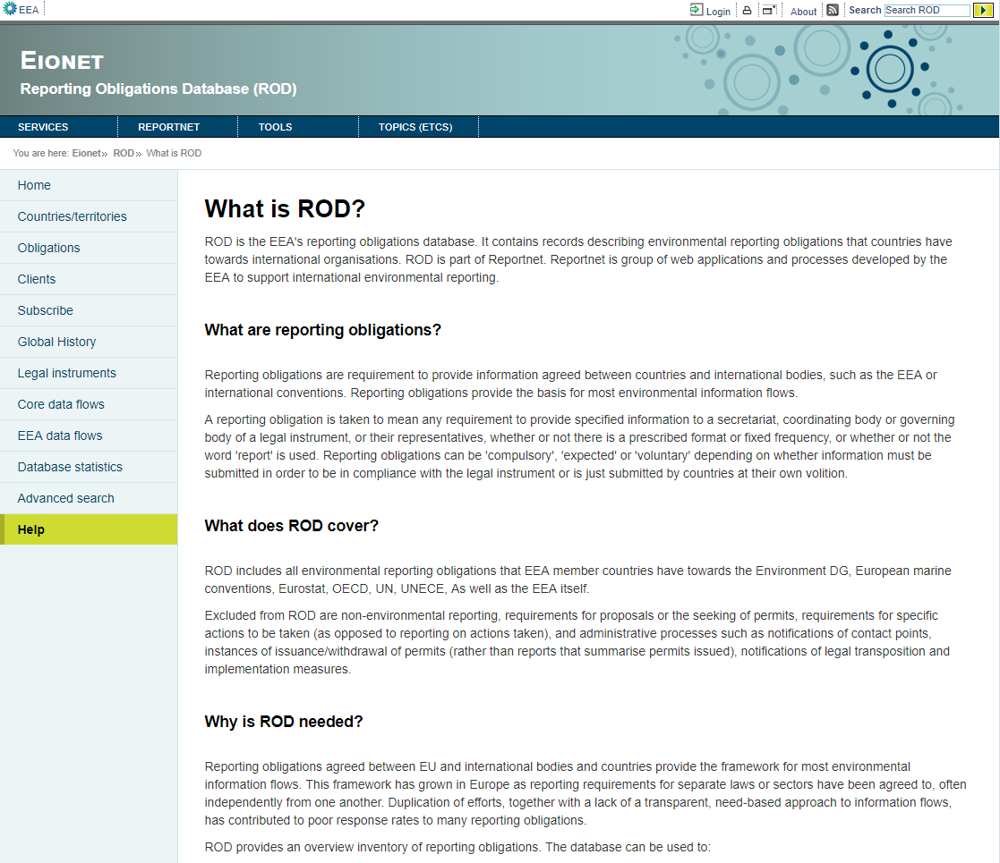 EEA
Login
About
Search
Search ROD
EIONET
Reporting Obligations Database (ROD)
SERVICES
REPORTNET
TOOLS
TOPICS (ETCS)
You are here: Eionet» ROD» What is ROD
Home
Countries/territories
Obligations
Clients
Subscribe
Global History
Legal instruments
Core data flows
EEA data flows
Database statistics
Advanced search
Help
What is ROD?
ROD is the EEA's reporting obligations database. It contains records describing environmental reporting obligations that countries have
towards international organisations. ROD is part of Reportnet. Reportnet is group of web applications and processes developed by the
EEA to support international environmental reporting.
What are reporting obligations?
Reporting obligations are requirement to provide information agreed between countries and international bodies, such as the EEA or
international conventions. Reporting obligations provide the basis for most environmental information flows.
A reporting obligation is taken to mean any requirement to provide specified information to a secretariat, coordinating body or governing
body of a legal instrument, or their representatives, whether or not there is a prescribed format or fixed frequency, or whether or not the
word 'report' is used. Reporting obligations can be 'compulsory', 'expected' or 'voluntary' depending on whether information must be
submitted in order to be in compliance with the legal instrument or is just submitted by countries at their own volition.
What does ROD cover?
ROD includes all environmental reporting obligations that EEA member countries have towards the Environment DG, European marine
conventions, Eurostat, OECD, UN, UNECE, As well as the EEA itself.
Excluded from ROD are non-environmental reporting, requirements for proposals or the seeking of permits, requirements for specific
actions to be taken (as opposed to reporting on actions taken), and administrative processes such as notifications of contact points,
instances of issuance/withdrawal of permits (rather than reports that summarise permits issued), notifications of legal transposition and
implementation measures.
Why is ROD needed?
Reporting obligations agreed between EU and international bodies and countries provide the framework for most environmental
information flows. This framework has grown in Europe as reporting requirements for separate laws or sectors have been agreed to, often
independently from one another. Duplication of efforts, together with a lack of a transparent, need-based approach to information flows,
has contributed to poor response rates to many reporting obligations.
ROD provides an overview inventory of reporting obligations. The database can be used to: